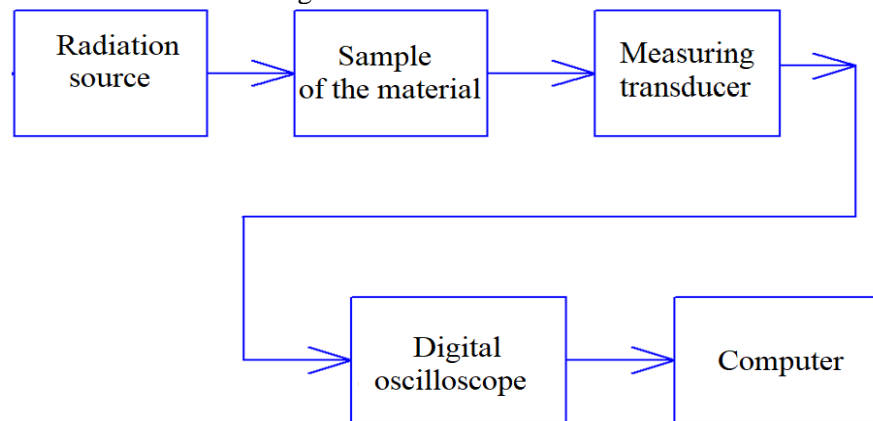 Radiation
source
Sample
of the material
Measuring
transducer
Digital
oscilloscope
Computer